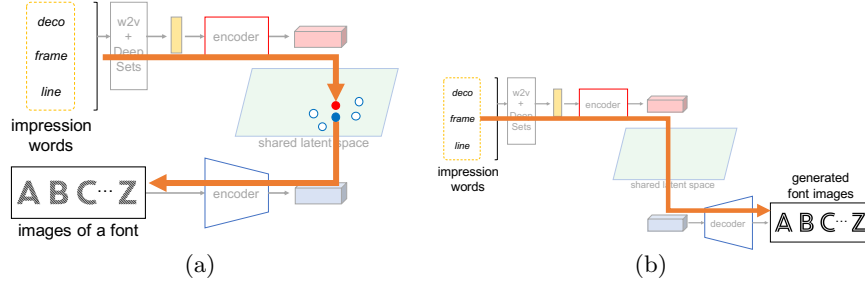 deco
frame
line
impression
words
w2v
+
Deep
Sets
encoder
shared latent space
A B C ... Z
images of a font
encoder
(a)
deco
frame
line
impression
words
w2v
+
Deep
Sets
encoder
shared latent space
decoder
generated
font images
A B C ... Z
(b)